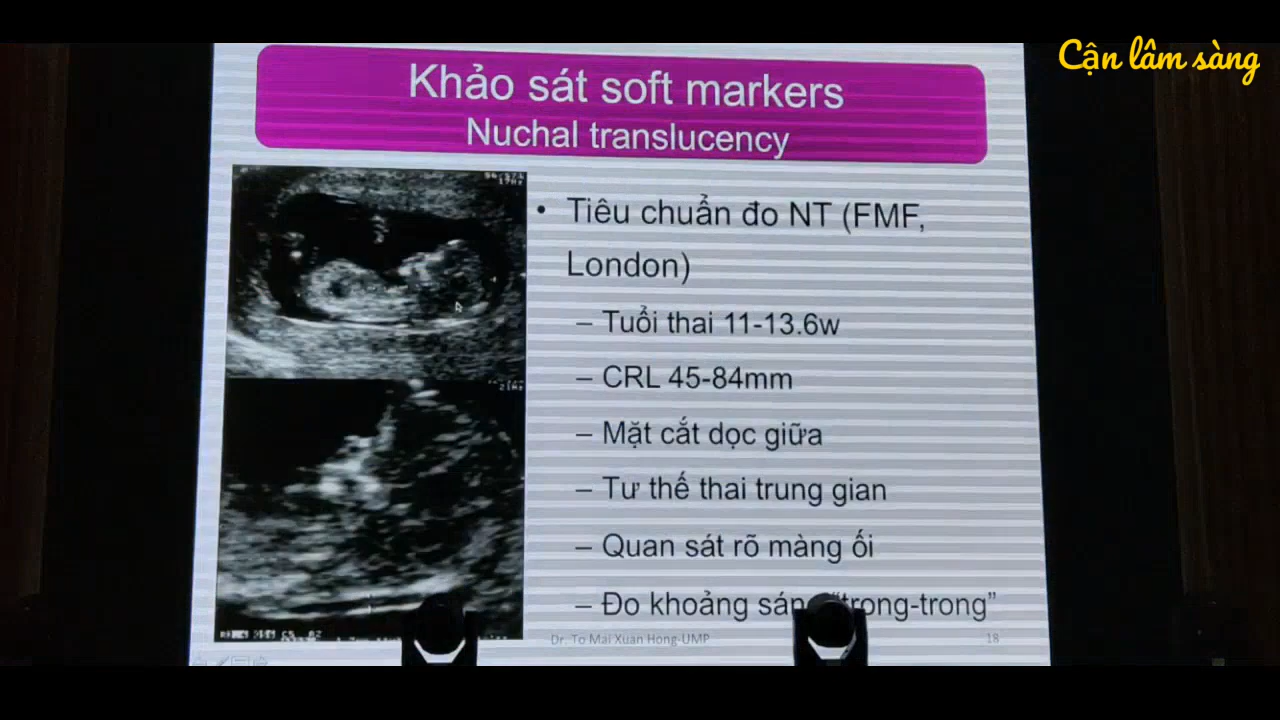 Cận lâm sàng
Khảo sát soft markers
Nuchal translucency
• Tiêu chuẩn đo NT (FMF,
London)
– Tuổi thai 11-13.6w
– CRL 45-84mm
– Mặt cắt dọc giữa
– Tư thế thai trung gian
– Quan sát rõ màng ối
– Đo khoảng sáng "trong-trong"
Dr. To Mai Xuan Hong-UMP
18